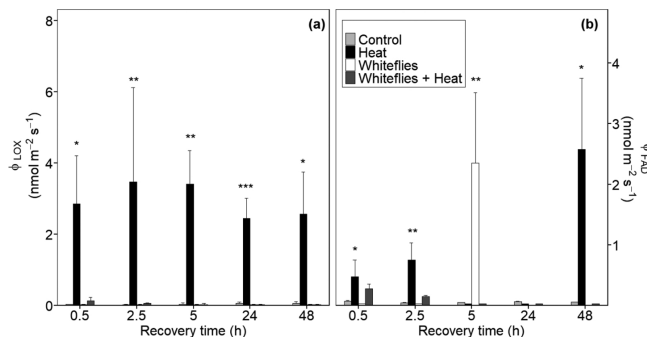 (a)
(b)
8
6
4
2
0
ϕ LOX
(nmol m−2 s−1)
*
**
**
***
*
0.5
2.5
5
24
48
Recovery time (h)
Control
Heat
Whiteflies
Whiteflies + Heat
*
**
**
*
4
3
2
1
(nmol m−2 s−1)
0.5
2.5
5
24
48
Recovery time (h)